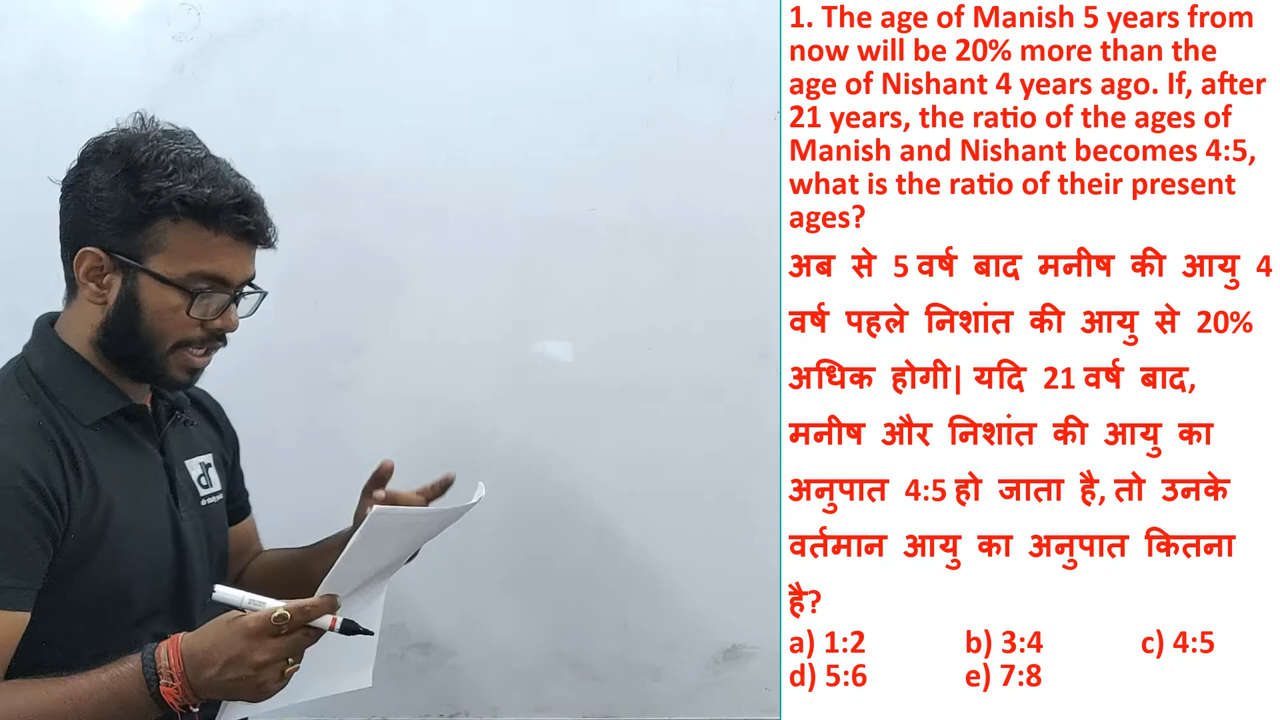 1. The age of Manish 5 years from
now will be 20% more than the
age of Nishant 4 years ago. If, after
21 years, the ratio of the ages of
Manish and Nishant becomes 4:5,
what is the ratio of their present
ages?
अब से 5 वर्ष बाद मनीष की आयु 4
वर्ष पहले निशांत की आयु से 20%
अधिक होगी| यदि 21 वर्ष बाद,
मनीष और निशांत की आयु का
अनुपात 4:5 हो जाता है, तो उनके
वर्तमान आयु का अनुपात कितना
है?
a) 1:2 b) 3:4 c) 4:5
d) 5:6 e) 7:8
dr